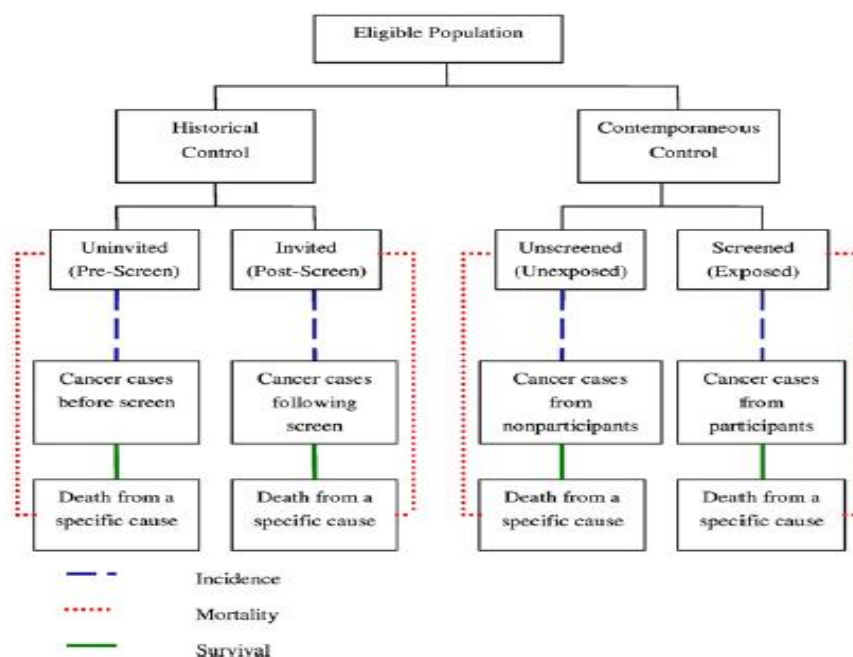 Eligible Population
Historical
Control
Contemporaneous
Control
Uninvited
(Pre-Screen)
Invited
(Post-Screen)
Unscreened
(Unexposed)
Screened
(Exposed)
Cancer cases
before screen
Cancer cases
following
screen
Cancer cases
from
nonparticipants
Cancer cases
from
participants
Death from a
specific cause
Death from a
specific cause
Death from a
specific cause
Death from a
specific cause
Incidence
Mortality
Survival